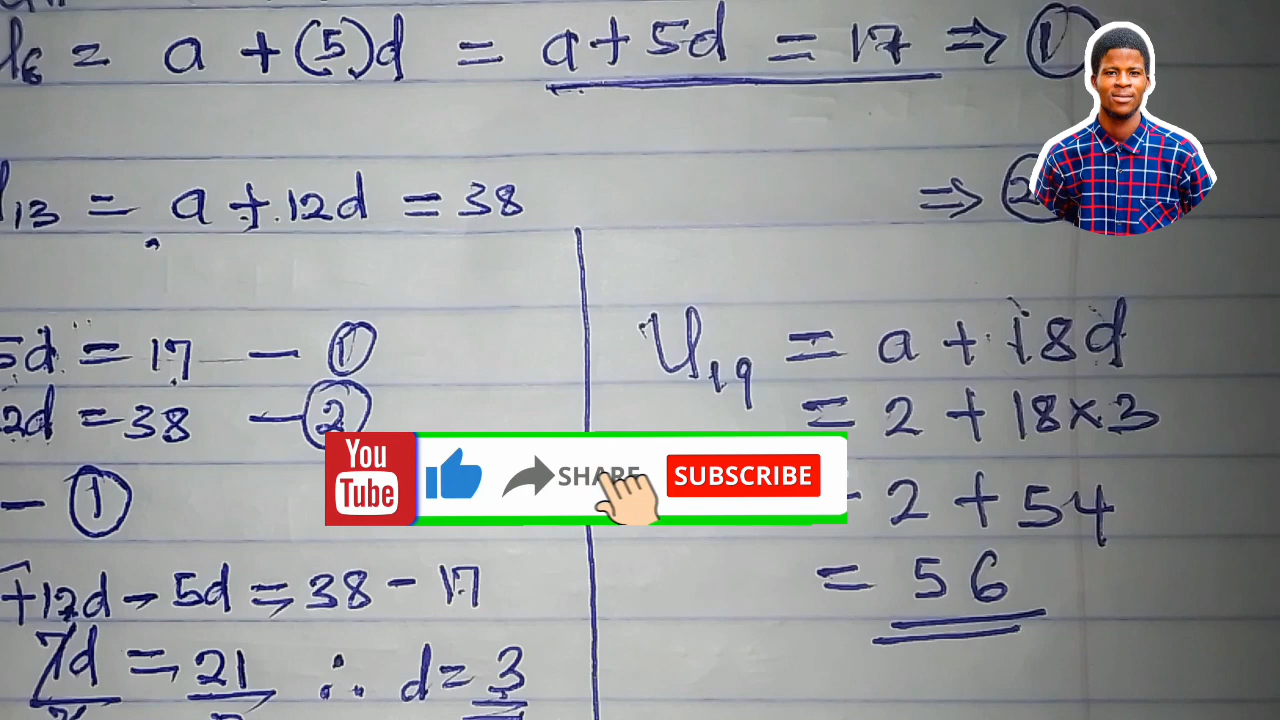 U6 = a + (5)d = a+5d = 17 ⇒ ①
13 = a + 12d = 38 ⇒ ②
5d = 17 — ①
2d = 38 — ②
— ①
+12d - 5d = 38 - 17
7d = 21 ∴ d = 3
U19 = a + 18d
= 2 + 18×3
- 2 + 54
= 56
You
Tube
SHARE
SUBSCRIBE